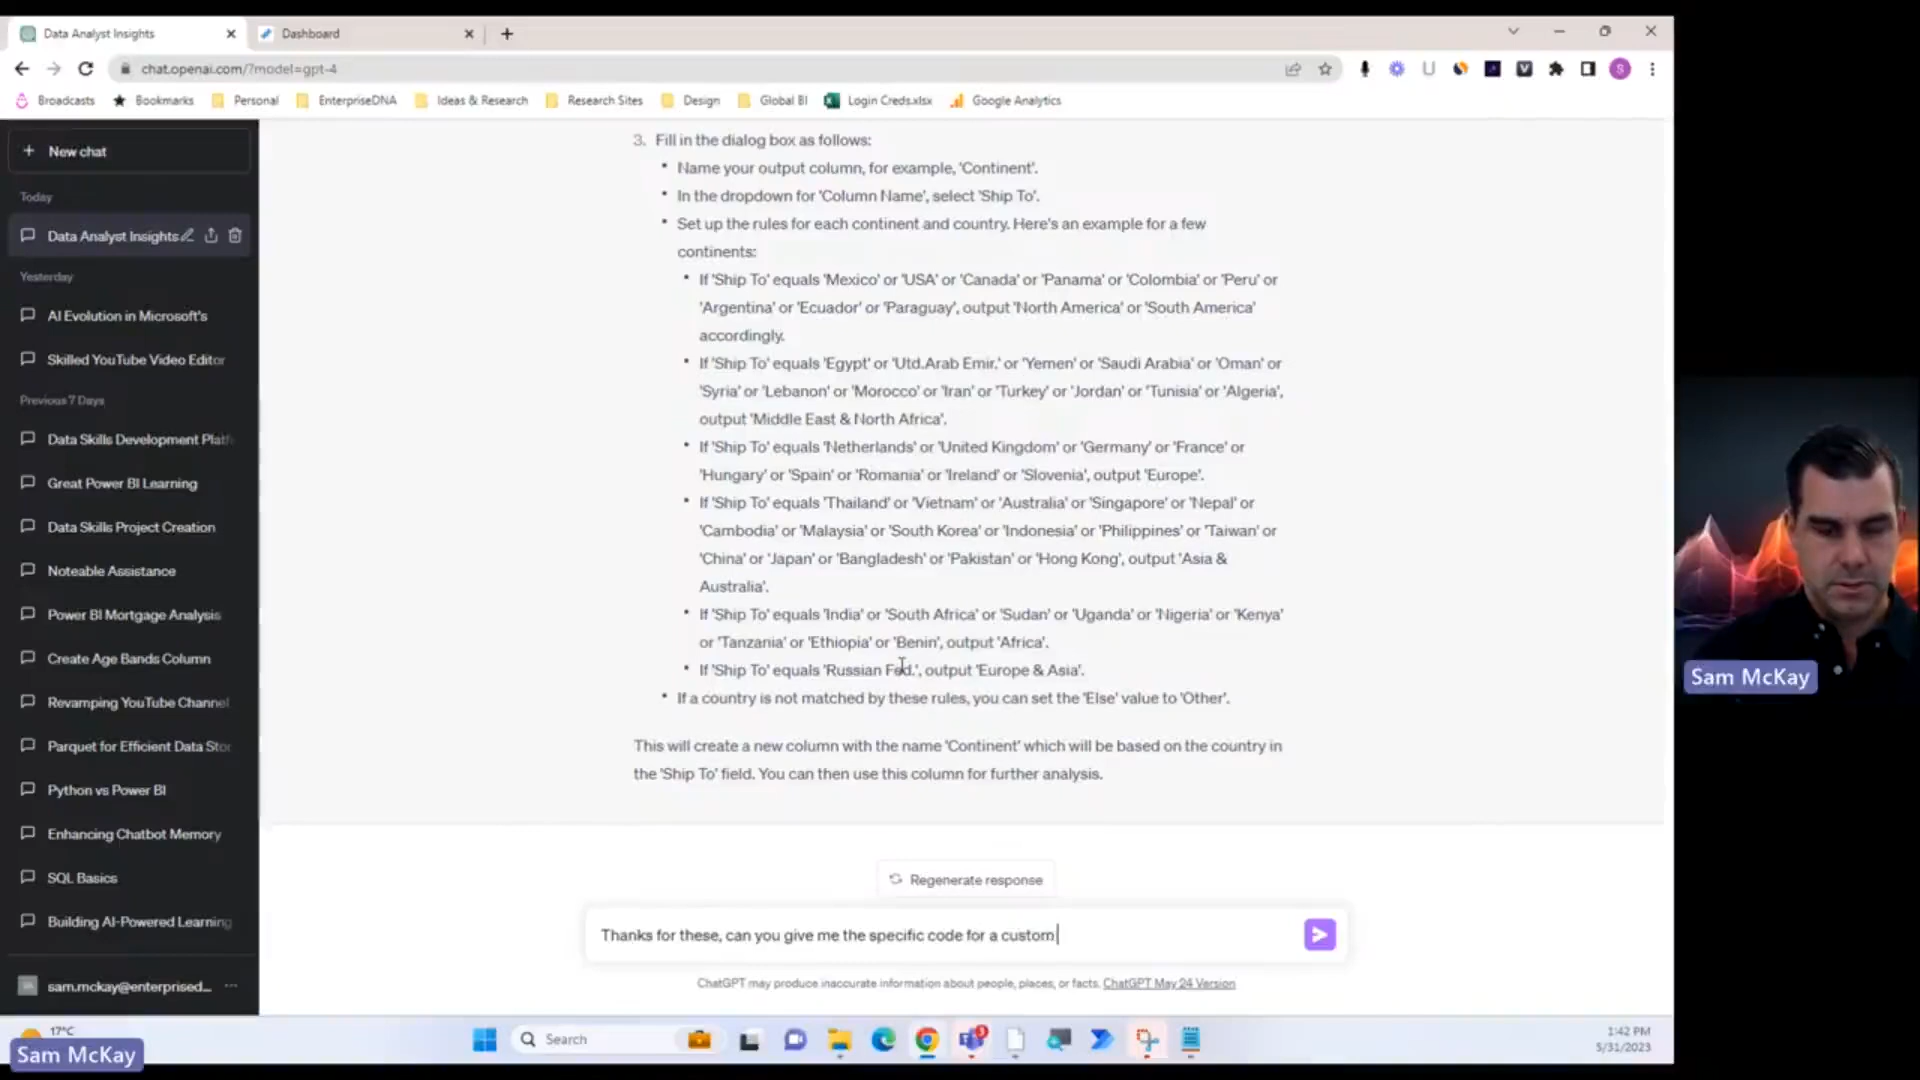 Data Analyst Insights
Dashboard
chat.openai.com/?model=gpt-4
Broadcasts
Bookmarks
Personal
EnterpriseDNA
Ideas & Research
Research Sites
Design
Global BI
Login Creds.xlsx
Google Analytics
New chat
Today
Data Analyst Insights
Yesterday
AI Evolution in Microsoft's
Skilled YouTube Video Editor
Previous 7 Days
Data Skills Development Platf
Great Power BI Learning
Data Skills Project Creation
Noteable Assistance
Power BI Mortgage Analysis
Create Age Bands Column
Revamping YouTube Channel
Parquet for Efficient Data Stor
Python vs Power BI
Enhancing Chatbot Memory
SQL Basics
Building AI-Powered Learning
sam.mckay@enterprised...
3. Fill in the dialog box as follows:
• Name your output column, for example, 'Continent'.
• In the dropdown for 'Column Name', select 'Ship To'.
• Set up the rules for each continent and country. Here's an example for a few
continents:
• If 'Ship To' equals 'Mexico' or 'USA' or 'Canada' or 'Panama' or 'Colombia' or 'Peru' or
'Argentina' or 'Ecuador' or 'Paraguay', output 'North America' or 'South America'
accordingly.
• If 'Ship To' equals 'Egypt' or 'Utd.Arab Emir.' or 'Yemen' or 'Saudi Arabia' or 'Oman' or
'Syria' or 'Lebanon' or 'Morocco' or 'Iran' or 'Turkey' or 'Jordan' or 'Tunisia' or 'Algeria',
output 'Middle East & North Africa'.
• If 'Ship To' equals 'Netherlands' or 'United Kingdom' or 'Germany' or 'France' or
'Hungary' or 'Spain' or 'Romania' or 'Ireland' or 'Slovenia', output 'Europe'.
• If 'Ship To' equals 'Thailand' or 'Vietnam' or 'Australia' or 'Singapore' or 'Nepal' or
'Cambodia' or 'Malaysia' or 'South Korea' or 'Indonesia' or 'Philippines' or 'Taiwan' or
'China' or 'Japan' or 'Bangladesh' or 'Pakistan' or 'Hong Kong', output 'Asia &
Australia'.
• If 'Ship To' equals 'India' or 'South Africa' or 'Sudan' or 'Uganda' or 'Nigeria' or 'Kenya'
or 'Tanzania' or 'Ethiopia' or 'Benin', output 'Africa'.
• If 'Ship To' equals 'Russian Fed.', output 'Europe & Asia'.
• If a country is not matched by these rules, you can set the 'Else' value to 'Other'.
This will create a new column with the name 'Continent' which will be based on the country in
the 'Ship To' field. You can then use this column for further analysis.
Regenerate response
Thanks for these, can you give me the specific code for a custom
ChatGPT may produce inaccurate information about people, places, or facts. ChatGPT May 24 Version
Sam McKay
17°C
Sam McKay
Search
3
1:42 PM
5/31/2023